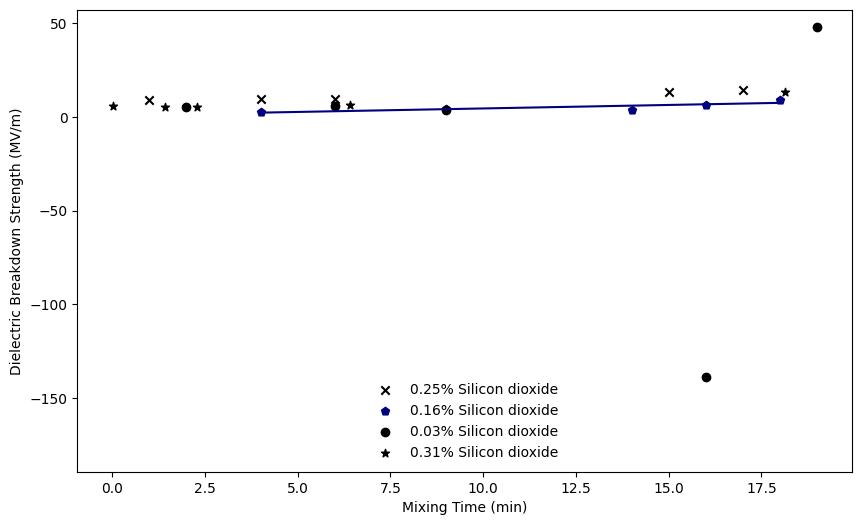 50
0
−50
−100
−150
Dielectric Breakdown Strength (MV/m)
0.25% Silicon dioxide
0.16% Silicon dioxide
0.03% Silicon dioxide
0.31% Silicon dioxide
0.0 2.5 5.0 7.5 10.0 12.5 15.0 17.5
Mixing Time (min)